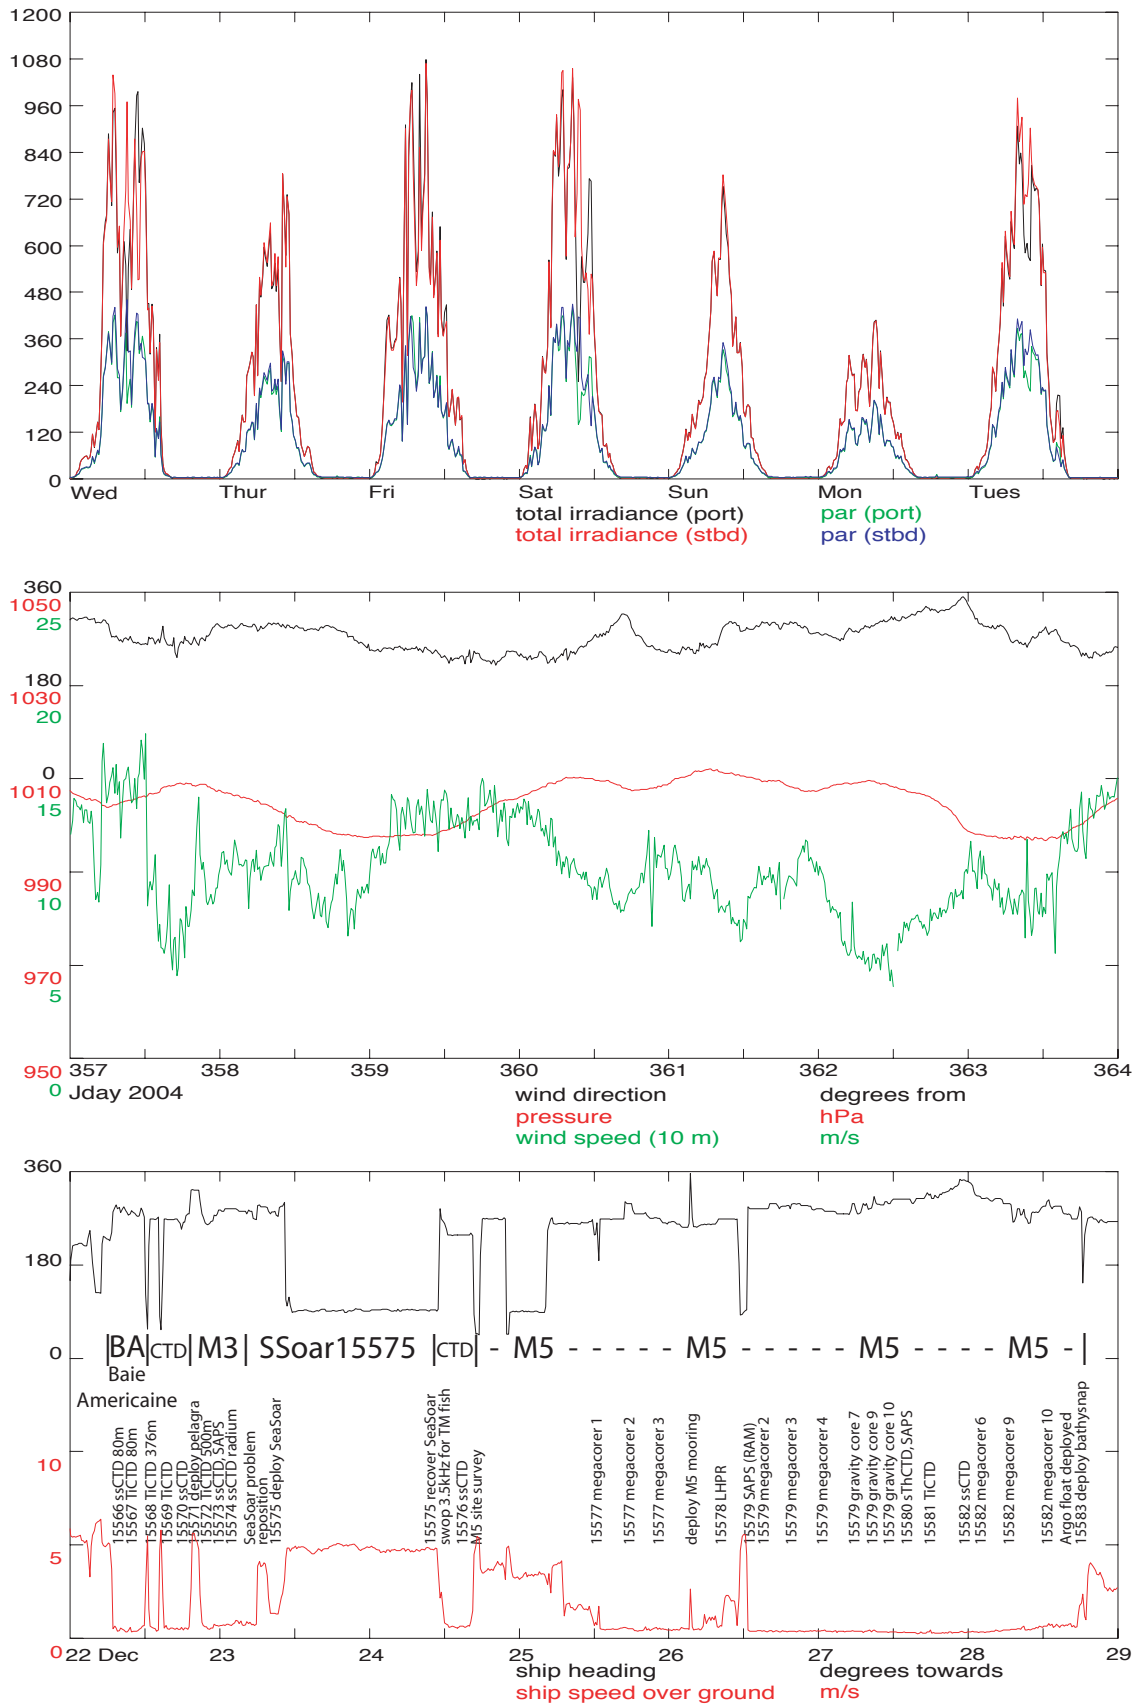 1200
1080
960
840
720
600
480
360
240
120
0
Wed Thur Fri Sat Sun Mon Tues
total irradiance (port) par (port)
total irradiance (stbd) par (stbd)
360
1050
25
180
1030
20
0
1010
15
990
10
970
5
950
0
357 358 359 360 361 362 363 364
Jday 2004
wind direction degrees from
pressure hPa
wind speed (10 m) m/s
360
180
0
10
5
0
BA CTD M3 SSoar15575 CTD - M5 - - - - - M5 - - - - - M5 - - - - - M5 -
Baie
Americaine
15566 ssCTD 80m
15567 TiCTD 80m
15568 TiCTD 376m
15569 TiCTD
15570 ssCTD
15571 deploy pelagra
15572 TiCTD 500m
15573 ssCTD, SAPS
15574 ssCTD radium
SeaSoar problem
reposition
15575 deploy SeaSoar
15575 recover SeaSoar
swop 3.5kHz for TM fish
15576 ssCTD
M5 site survey
15577 megacorer 1
15577 megacorer 2
15577 megacorer 3
deploy M5 mooring
15578 LHPR
15579 SAPS (RAM)
15579 megacorer 2
15579 megacorer 3
15579 megacorer 4
15579 gravity core 7
15579 gravity core 9
15579 gravity core 10
15580 sThCTD, SAPS
15581 TiCTD
15582 ssCTD
15582 megacorer 6
15582 megacorer 9
15582 megacorer 10
Argo float deployed
15583 deploy bathysnap
22 Dec 23 24 25 26 27 28 29
ship heading degrees towards
ship speed over ground m/s